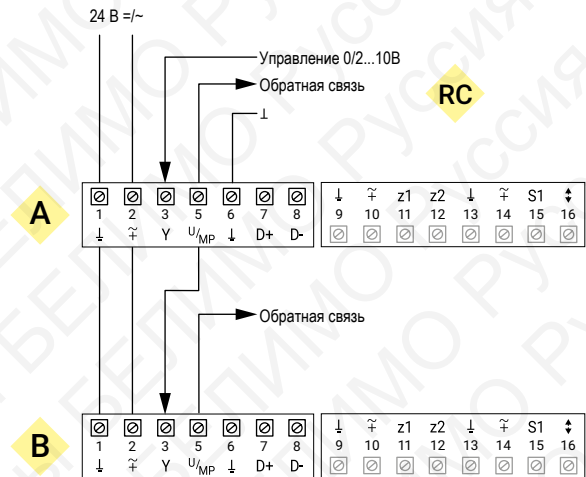 24 В =/~
Управление 0/2...10В
Обратная связь
⊥
RC
A
1 2 3 5 6 7 8
⏚ ~∓ Y U/MP ⏚ D+ D-
⏚ ~∓ z1 z2 ⏚ ~∓ S1 ↕
9 10 11 12 13 14 15 16
Обратная связь
B
1 2 3 5 6 7 8
⏚ ~∓ Y U/MP ⏚ D+ D-
⏚ ~∓ z1 z2 ⏚ ~∓ S1 ↕
9 10 11 12 13 14 15 16
БЕЛИМО РУССИЯ